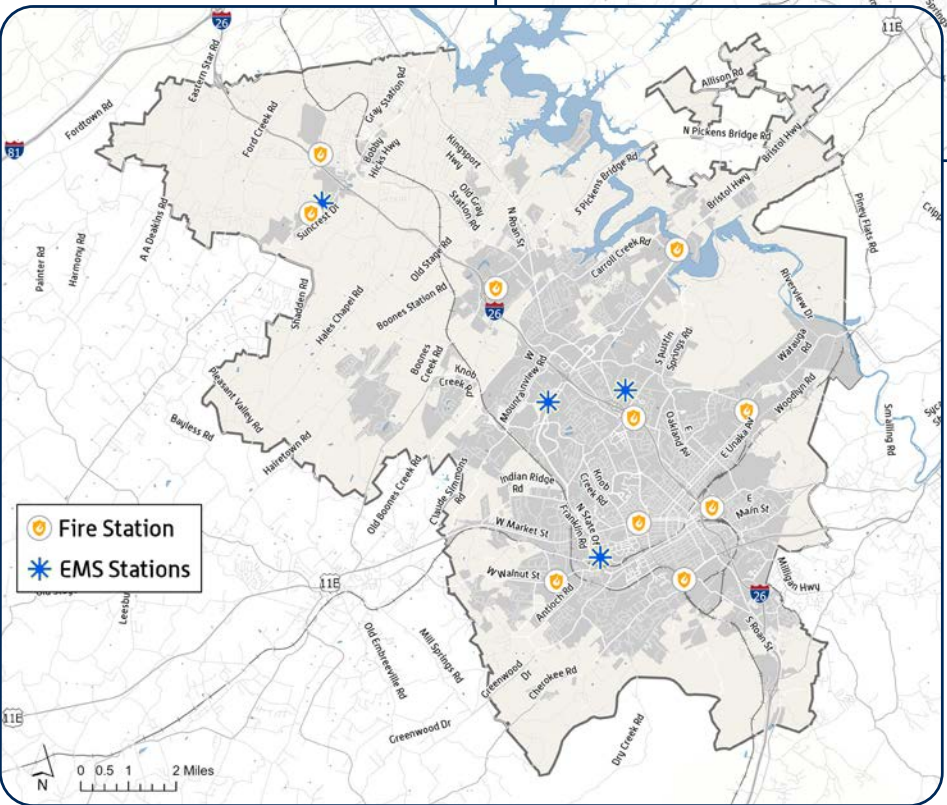 26
11E
Allison Rd
Eastern Star Rd
Gray Station Rd
Fordtown Rd
Ford Creek Rd
N Pickens Bridge Rd
Bristol Hwy
81
Bobby
Hicks Hwy
Kingsport
Hwy
S Pickens Bridge Rd
Bristol Hwy
Old Gray
Station Rd
Piney Flats Rd
A A Deakins Rd
Suncrest Dr
N Roan St
Painter Rd
Harmony Rd
Old Stage Rd
Carroll Creek Rd
Riverview Dr
Shadden Rd
Hales Chapel Rd
Boones Station Rd
26
S Austin
Springs Rd
Watauga
Rd
Boones
Creek Rd
Knob
Creek Rd
W
Mountainview Rd
Woodlyn Rd
Pleasant Valley Rd
Bayless Rd
E
Oakland Av
E Unaka Av
Smalling Rd
Hairetown Rd
Old Boones Creek Rd
Claude Simmons
Rd
Indian Ridge
Rd
Knob
Creek Rd
N State Of
Franklin Rd
E
Main St
W Market St
Fire Station
EMS Stations
11E
W Walnut St
Antioch Rd
26
Milligan Hwy
S Roan St
Old Embreeville Rd
Mill Springs Rd
Greenwood
Dr
Cherokee Rd
11E
Greenwood Dr
Dry Creek Rd
N
0 0.5 1 2 Miles